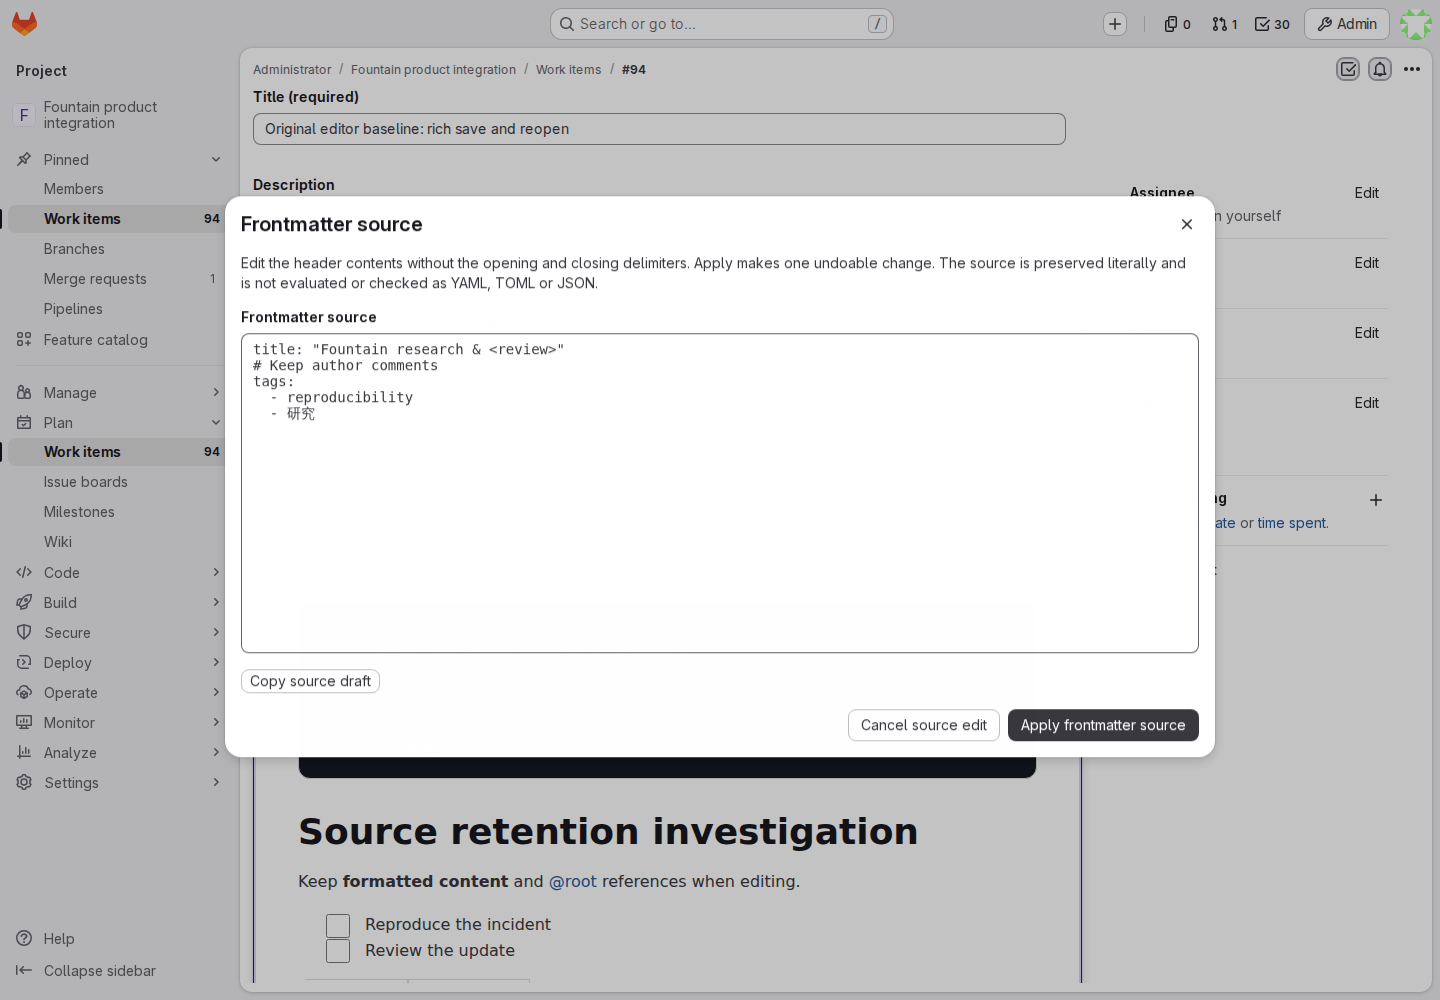 Search or go to...
/
0
1
30
Admin
Project
F
Fountain product integration
Pinned
Members
Work items
94
Branches
Merge requests
1
Pipelines
Feature catalog
Manage
Plan
Work items
94
Issue boards
Milestones
Wiki
Code
Build
Secure
Deploy
Operate
Monitor
Analyze
Settings
Help
Collapse sidebar
Administrator / Fountain product integration / Work items / #94
Title (required)
Original editor baseline: rich save and reopen
Description
Assignee
Edit
yourself
Edit
Edit
Edit
or time spent.
Frontmatter source
Edit the header contents without the opening and closing delimiters. Apply makes one undoable change. The source is preserved literally and
is not evaluated or checked as YAML, TOML or JSON.
Frontmatter source
title: "Fountain research & <review>"
# Keep author comments
tags:
- reproducibility
- 研究
Copy source draft
Cancel source edit
Apply frontmatter source
Source retention investigation
Keep formatted content and @root references when editing.
Reproduce the incident
Review the update